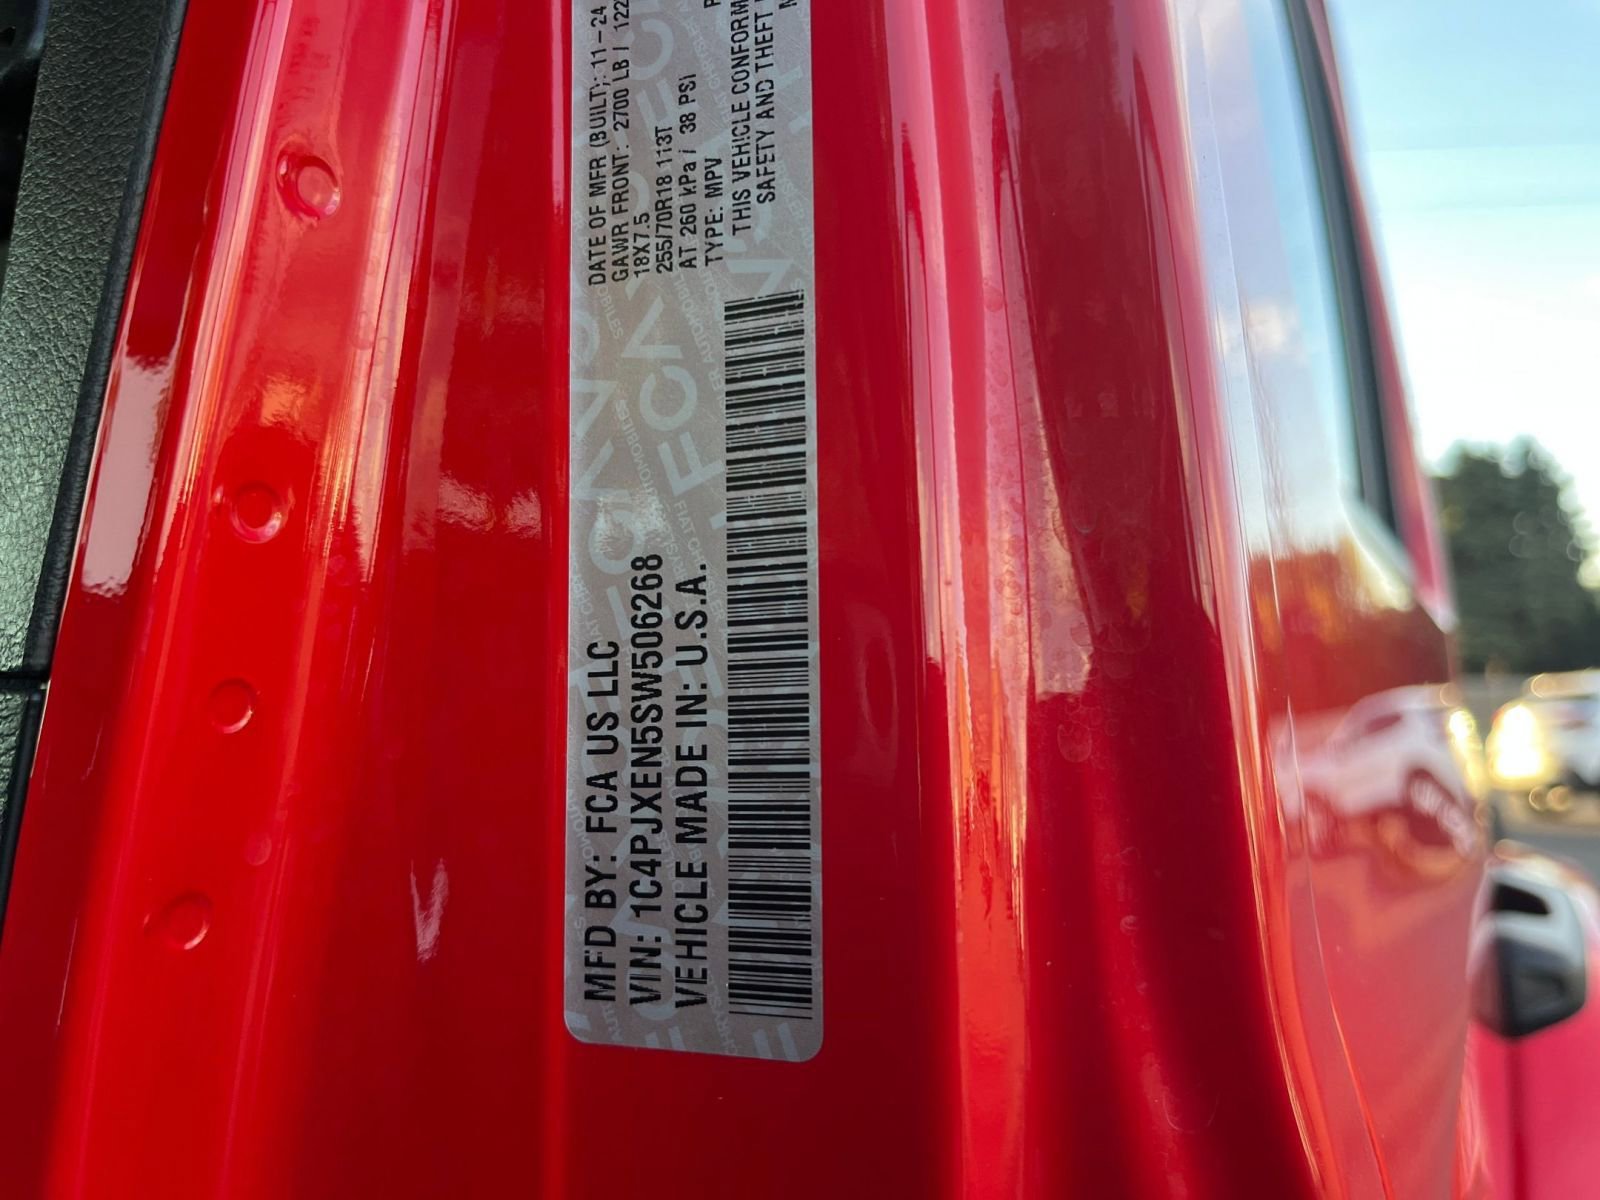 MFD BY: FCA US LLC
VIN: 1C4PJXEN5SW506268
VEHICLE MADE IN: U.S.A.
DATE OF MFR (BUILT): 11-24
GAWR FRONT: 2700 LB / 122
18X7.5
255/70R18 113T
AT 260 kPa / 38 PSI
TYPE: MPV
THIS VEHICLE CONFORM
SAFETY AND THEFT
FCA